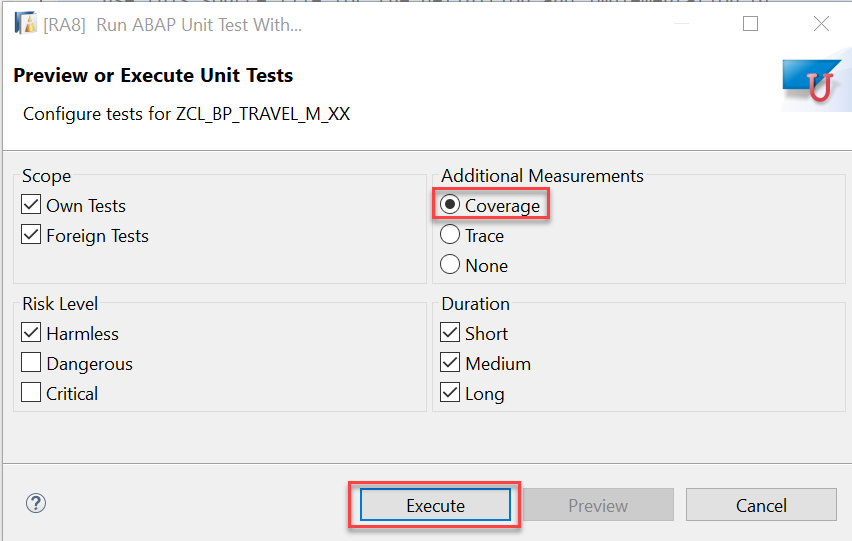 [RA8] Run ABAP Unit Test With...
Preview or Execute Unit Tests
Configure tests for ZCL_BP_TRAVEL_M_XX
U
Scope
Own Tests
Foreign Tests
Additional Measurements
Coverage
Trace
None
Risk Level
Harmless
Dangerous
Critical
Duration
Short
Medium
Long
?
Execute
Preview
Cancel